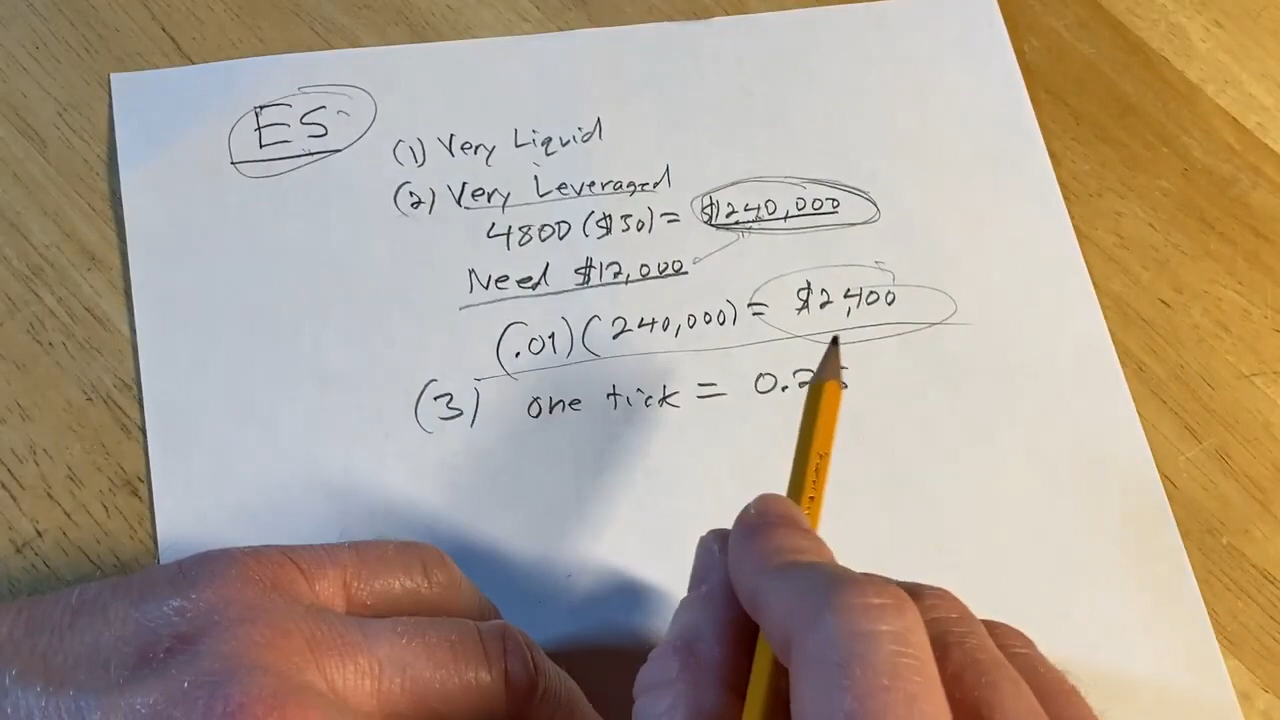 ES
(1) Very Liquid
(2) Very Leveraged
4800 ($50) = $240,000
Need $12,000
(.01)(240,000) = $2,400
(3) one tick = 0.25